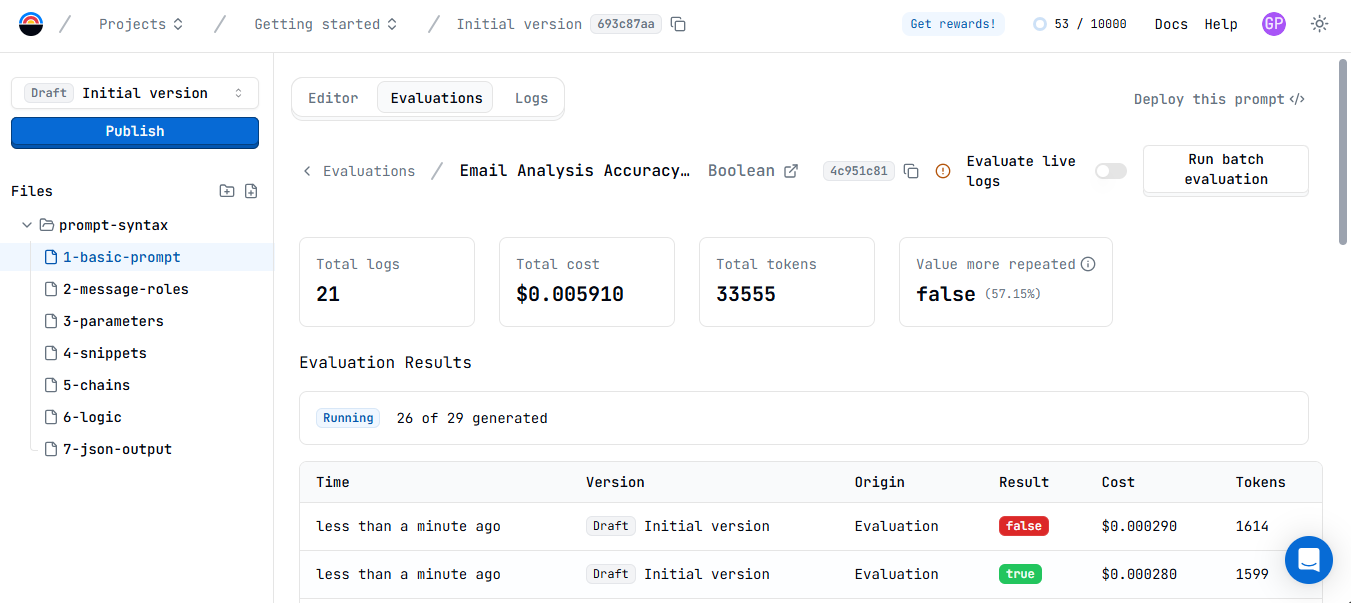 Projects
Getting started
Initial version 693c87aa
Get rewards!
53 / 10000
Docs
Help
GP
Draft Initial version
Publish
Files
prompt-syntax
1-basic-prompt
2-message-roles
3-parameters
4-snippets
5-chains
6-logic
7-json-output
Editor
Evaluations
Logs
Deploy this prompt
Evaluations
Email Analysis Accuracy…
Boolean
4c951c81
Evaluate live
logs
Run batch
evaluation
Total logs
21
Total cost
$0.005910
Total tokens
33555
Value more repeated
false (57.15%)
Evaluation Results
Running 26 of 29 generated
Time Version Origin Result Cost Tokens
less than a minute ago Draft Initial version Evaluation false $0.000290 1614
less than a minute ago Draft Initial version Evaluation true $0.000280 1599